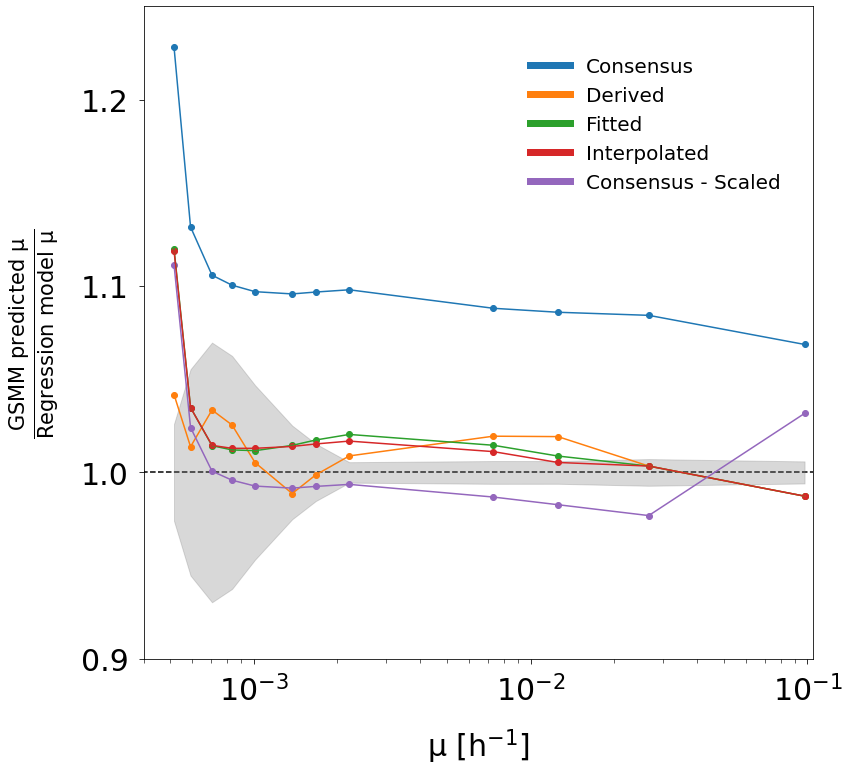 GSMM predicted μ
Regression model μ
1.2
1.1
1.0
0.9
Consensus
Derived
Fitted
Interpolated
Consensus - Scaled
10⁻³ 10⁻² 10⁻¹
μ [h⁻¹]